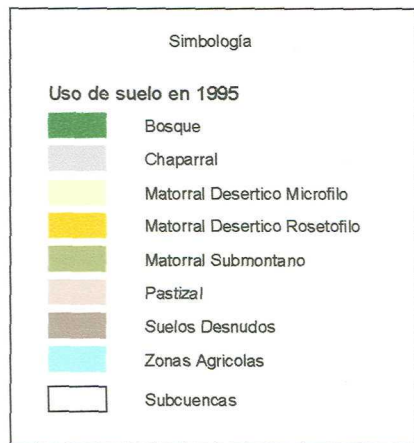 Simbología
Uso de suelo en 1995
Bosque
Chaparral
Matorral Desertico Microfilo
Matorral Desertico Rosetofilo
Matorral Submontano
Pastizal
Suelos Desnudos
Zonas Agricolas
Subcuencas